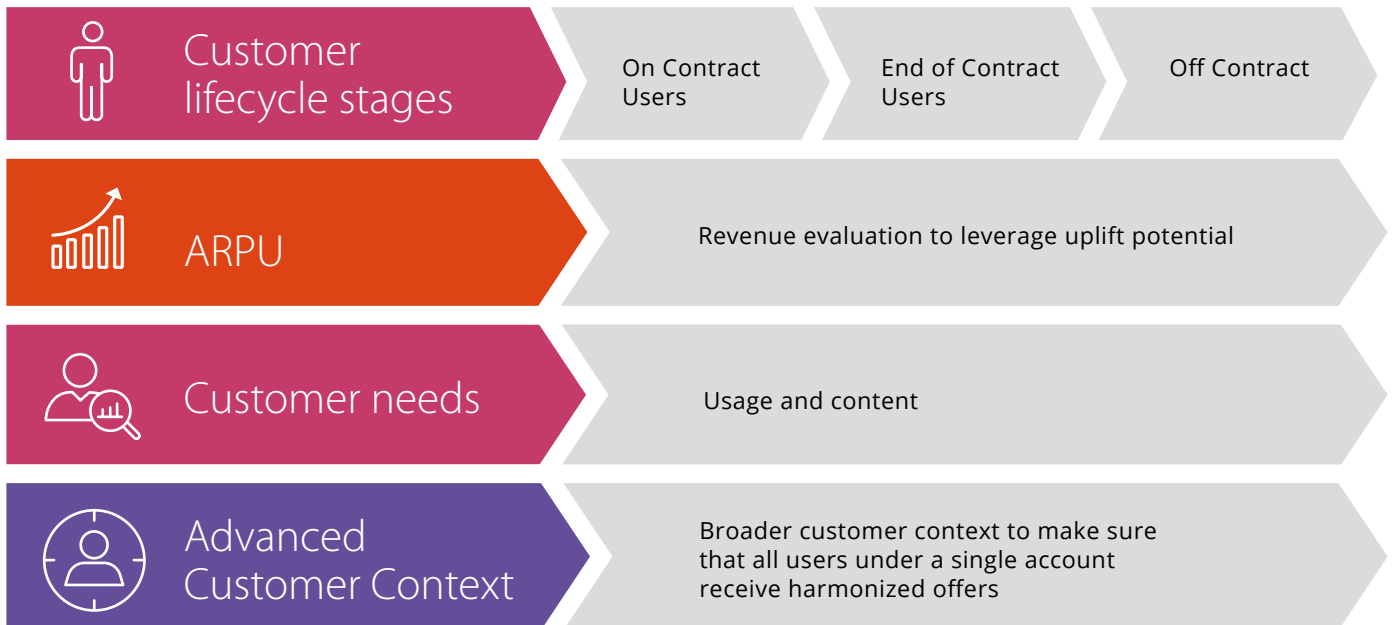 Customer
lifecycle stages
On Contract
Users
End of Contract
Users
Off Contract
ARPU
Revenue evaluation to leverage uplift potential
Customer needs
Usage and content
Advanced
Customer Context
Broader customer context to make sure
that all users under a single account
receive harmonized offers